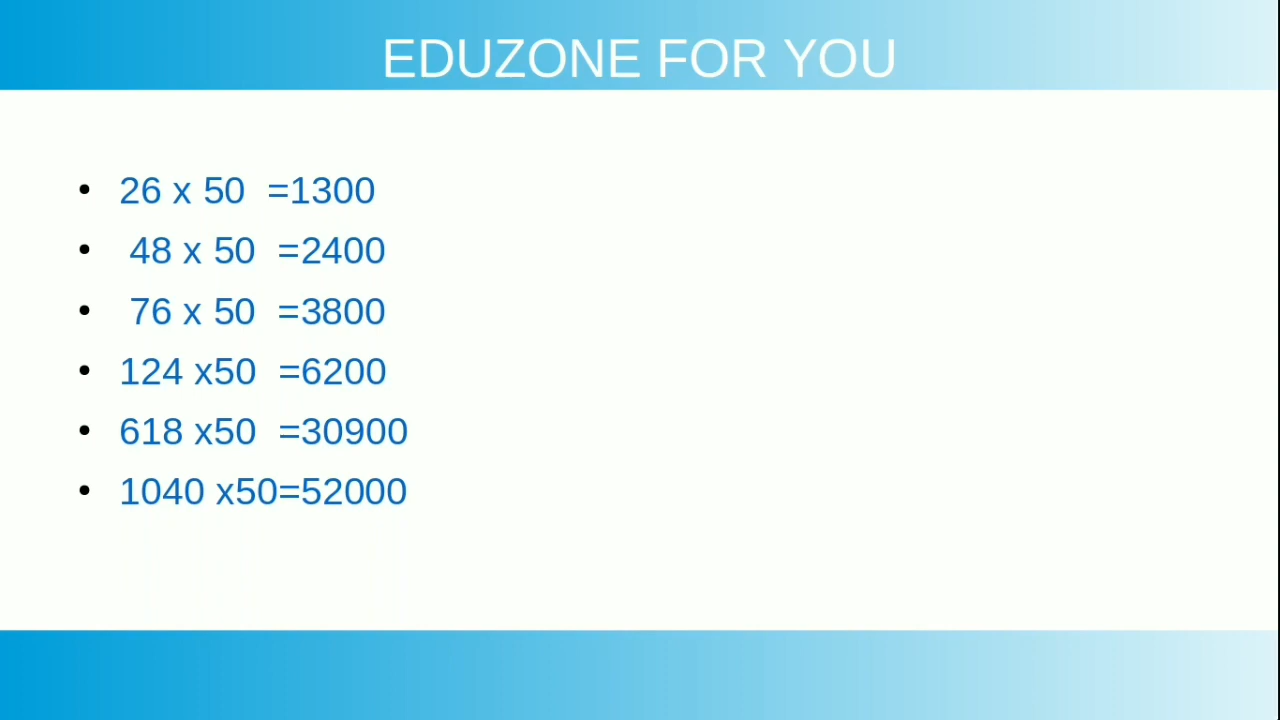 EDUZONE FOR YOU
• 26 x 50  =1300
• 48 x 50  =2400
• 76 x 50  =3800
• 124 x50  =6200
• 618 x50  =30900
• 1040 x50=52000